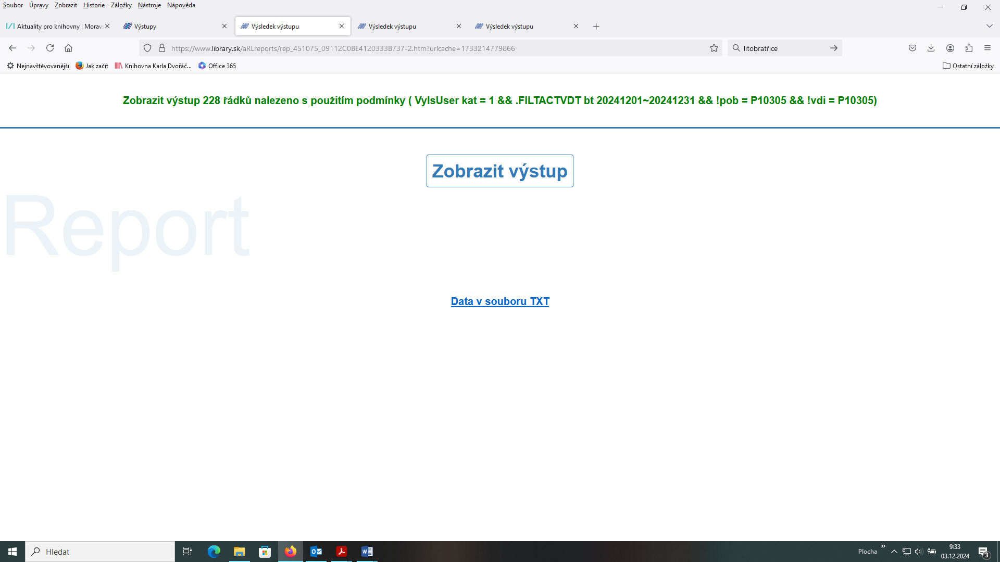 Soubor Úpravy Zobrazit Historie Záložky Nástroje Nápověda
Aktuality pro knihovny | Moravs Výstupy Výsledek výstupu Výsledek výstupu Výsledek výstupu
https://www.library.sk/aRLreports/rep_451075_09112C0BE4120333B737-2.htm?urlcache=1733214779866 litobratřice
Nejnavštěvovanější Jak začít Knihovna Karla Dvořáč... Office 365 Ostatní záložky
Zobrazit výstup 228 řádků nalezeno s použitím podmínky ( VyIsUser kat = 1 && .FILTACTVDT bt 20241201~20241231 && !pob = P10305 && !vdi = P10305)
Zobrazit výstup
Report
Data v souboru TXT
Hledat Plocha 9:33
03.12.2024 3